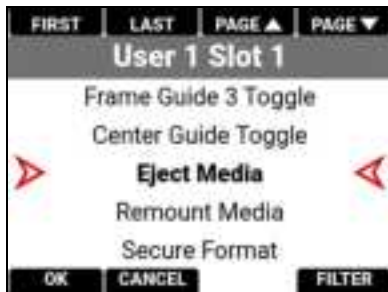 FIRST LAST PAGE▲ PAGE▼
User 1 Slot 1
Frame Guide 3 Toggle
Center Guide Toggle
Eject Media
Remount Media
Secure Format
OK CANCEL FILTER